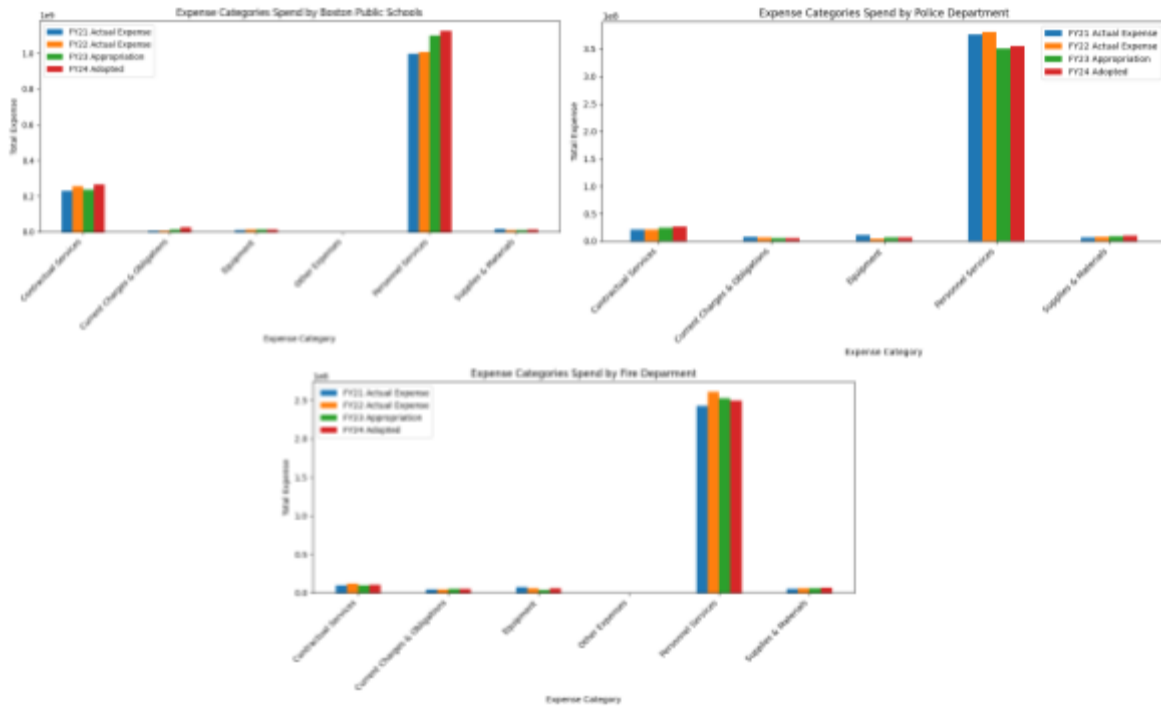 Expense Categories Spend by Boston Public Schools
1e9
FY21 Actual Expense
FY22 Actual Expense
FY23 Appropriation
FY24 Adopted
Total Expense
1.0
0.8
0.6
0.4
0.2
0.0
Contractual Services
Current Charges & Obligations
Equipment
Other Expenses
Personnel Services
Supplies & Materials
Expense Category
Expense Categories Spend by Police Department
FY21 Actual Expense
FY22 Actual Expense
FY23 Appropriation
FY24 Adopted
Total Expense
3.5
3.0
2.5
2.0
1.5
1.0
0.5
0.0
Contractual Services
Current Charges & Obligations
Equipment
Personnel Services
Supplies & Materials
Expense Category
Expense Categories Spend by Fire Deparment
FY21 Actual Expense
FY22 Actual Expense
FY23 Appropriation
FY24 Adopted
Total Expense
2.5
2.0
1.5
1.0
0.5
0.0
Contractual Services
Current Charges & Obligations
Equipment
Other Expenses
Personnel Services
Supplies & Materials
Expense Category